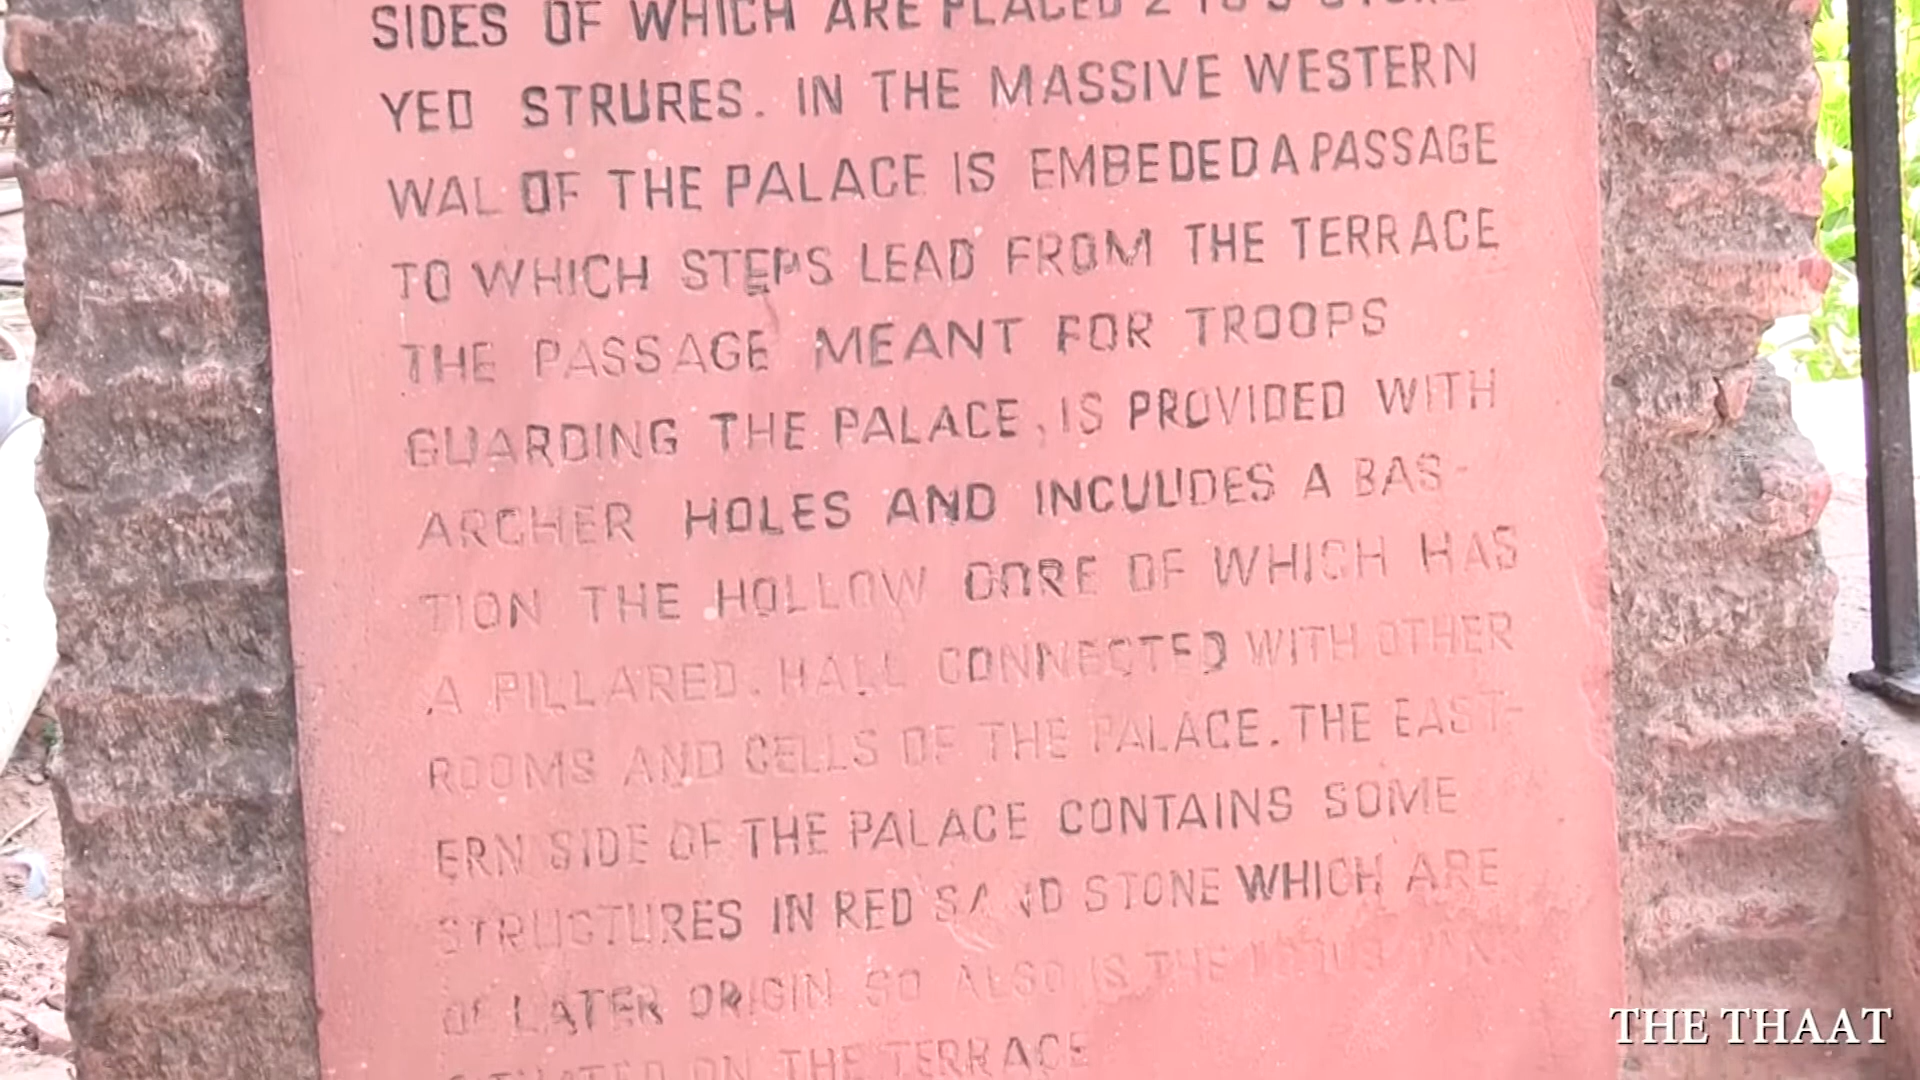 SIDES OF WHICH ARE PLACED 2 TO 3 STORE
YED STRURES. IN THE MASSIVE WESTERN
WAL OF THE PALACE IS EMBEDED A PASSAGE
TO WHICH STEPS LEAD FROM THE TERRACE
THE PASSAGE MEANT FOR TROOPS
GUARDING THE PALACE, IS PROVIDED WITH
ARCHER HOLES AND INCULUDES A BAS-
TION THE HOLLOW CORE OF WHICH HAS
A PILLARED. HALL CONNECTED WITH OTHER
ROOMS AND CELLS OF THE PALACE. THE EAST-
ERN SIDE OF THE PALACE CONTAINS SOME
STRUCTURES IN RED SAND STONE WHICH ARE
OF LATER ORIGIN SO ALSO IS THE
ON THE TERRACE
THE THAAT